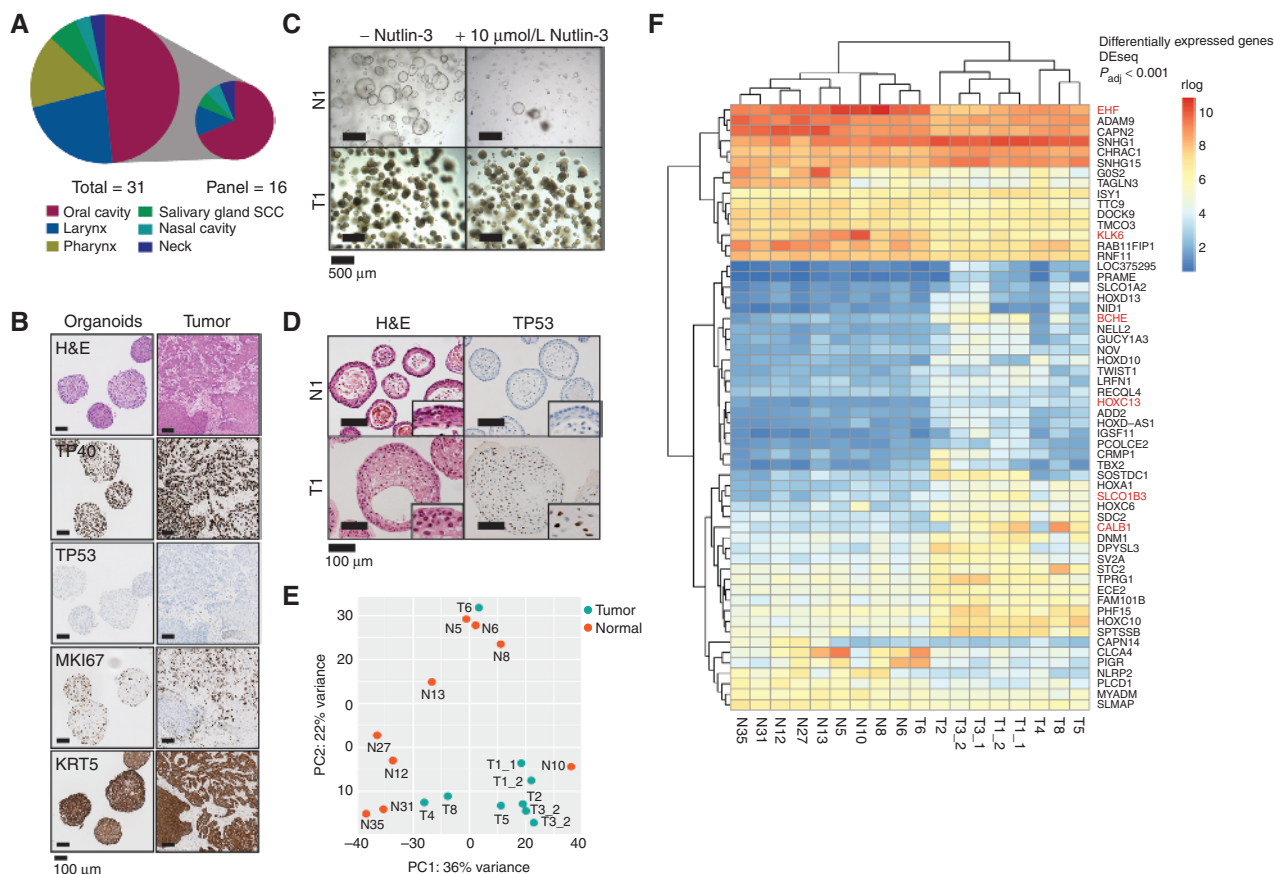 A
Total = 31
Panel = 16
Oral cavity
Larynx
Pharynx
Salivary gland SCC
Nasal cavity
Neck
B
Organoids
Tumor
H&E
TP40
TP53
MKI67
KRT5
100 μm
C
– Nutlin-3
+ 10 μmol/L Nutlin-3
N1
T1
500 μm
D
H&E
TP53
N1
T1
100 μm
E
PC2: 22% variance
30
20
0
0
10
–40
–20
0
20
40
PC1: 36% variance
Tumor
Normal
T6
N5
N6
N8
N13
N27
N12
N10
T1_1
T1_2
N31
N35
T4
T8
T5
T2
T3_2
T3_2
F
Differentially expressed genes
DEseq
Padj < 0.001
rlog
10
8
6
4
2
EHF
ADAM9
CAPN2
SNHG1
CHRAC1
SNHG15
G0S2
TAGLN3
ISY1
TTC9
DOCK9
TMCO3
KLK6
RAB11FIP1
RNF11
LOC375295
PRAME
SLCO1A2
HOXD13
NID1
BCHE
NELL2
GUCY1A3
NOV
HOXD10
TWIST1
LRFN1
RECQL4
HOXC13
ADD2
HOXD–AS1
IGSF11
PCOLCE2
CRMP1
TBX2
SOSTDC1
HOXA1
SLCO1B3
HOXC6
SDC2
CALB1
DNM1
DPYSL3
SV2A
STC2
TPRG1
ECE2
FAM101B
PHF15
HOXC10
SPTSSB
CAPN14
CLCA4
PIGR
NLRP2
PLCD1
MYADM
SLMAP
N35
N31
N12
N27
N13
N5
N10
N8
N6
T6
T2
T3_2
T3_1
T1_2
T1_1
T4
T8
T5